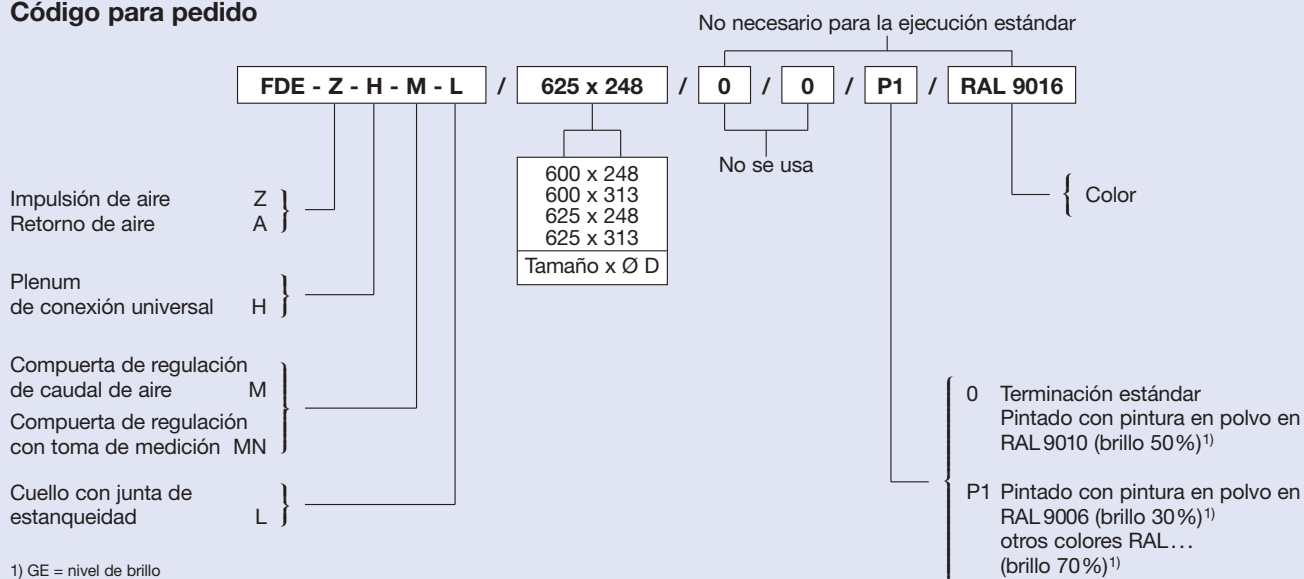 Código para pedido
No necesario para la ejecución estándar
FDE - Z - H - M - L / 625 x 248 / 0 / 0 / P1 / RAL 9016
600 x 248
600 x 313
625 x 248
625 x 313
Tamaño x Ø D
No se usa
Color
Impulsión de aire Z
Retorno de aire A
Plenum
de conexión universal H
Compuerta de regulación
de caudal de aire M
Compuerta de regulación
con toma de medición MN
Cuello con junta de
estanqueidad L
0 Terminación estándar
Pintado con pintura en polvo en
RAL 9010 (brillo 50%)1)
P1 Pintado con pintura en polvo en
RAL 9006 (brillo 30%)1)
otros colores RAL...
(brillo 70%)1)
1) GE = nivel de brillo